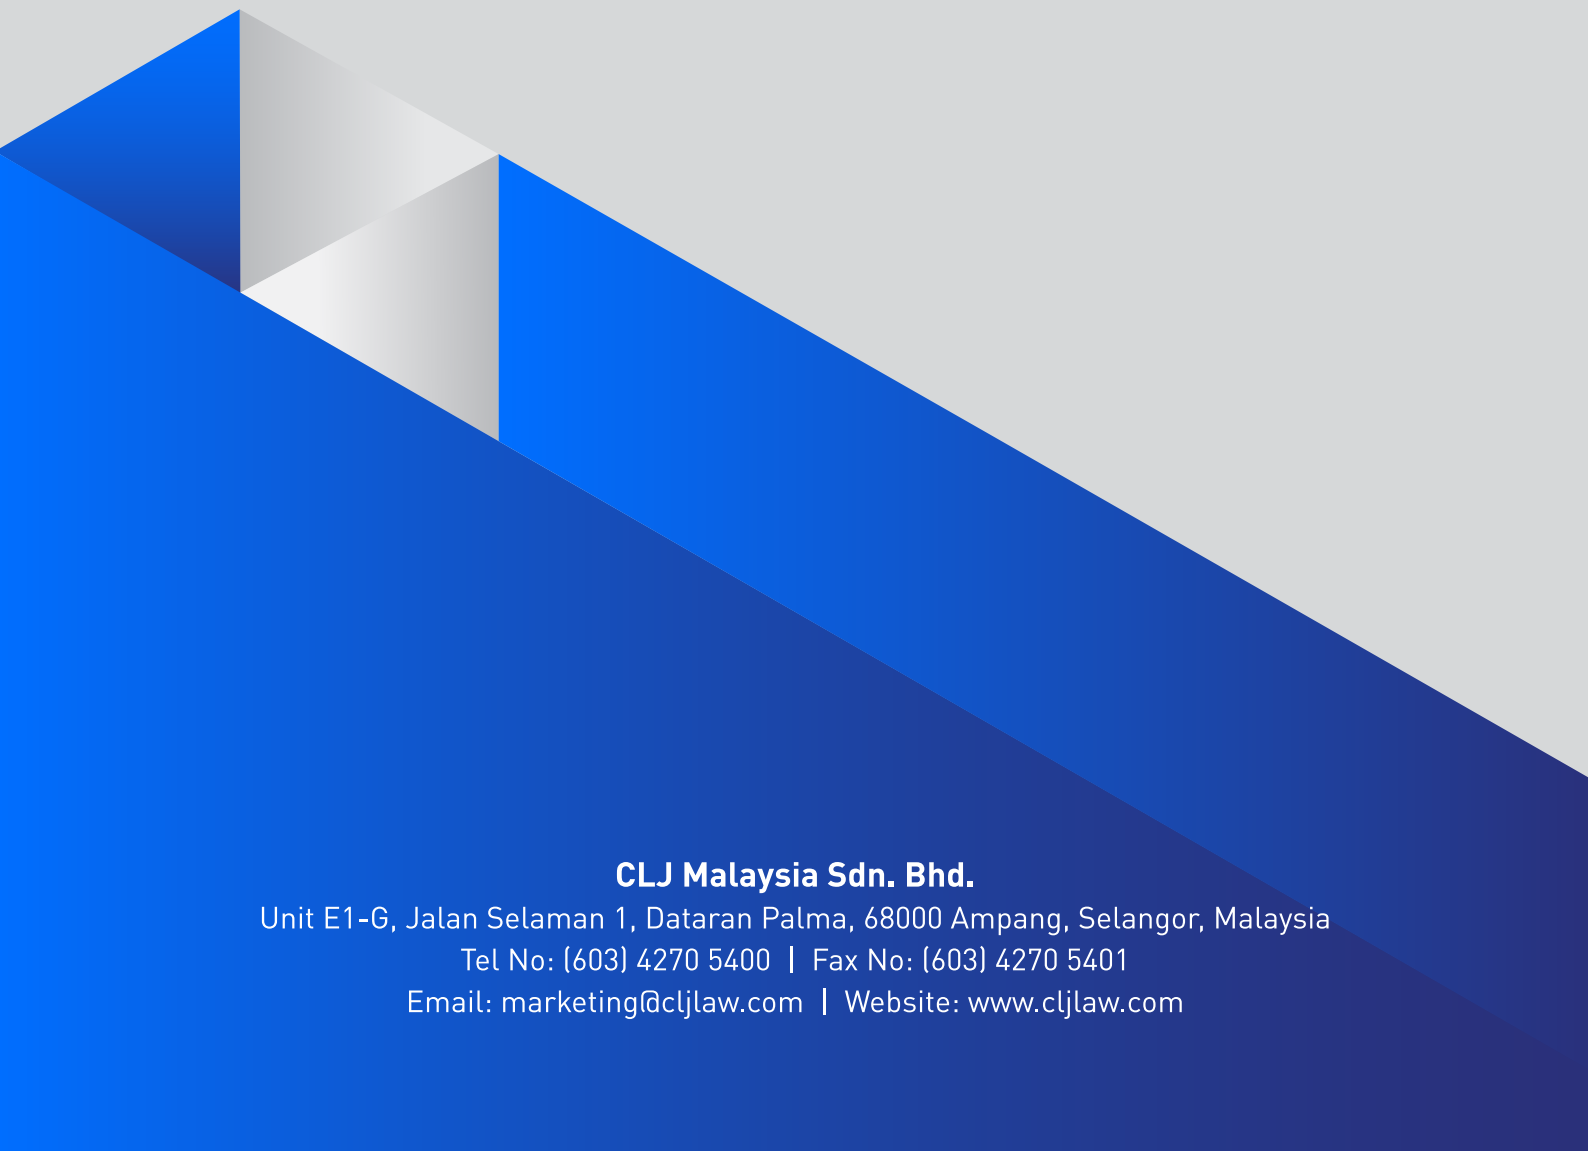 CLJ Malaysia Sdn. Bhd.
Unit E1-G, Jalan Selaman 1, Dataran Palma, 68000 Ampang, Selangor, Malaysia
Tel No: (603) 4270 5400 | Fax No: (603) 4270 5401
Email: marketing@cljlaw.com | Website: www.cljlaw.com